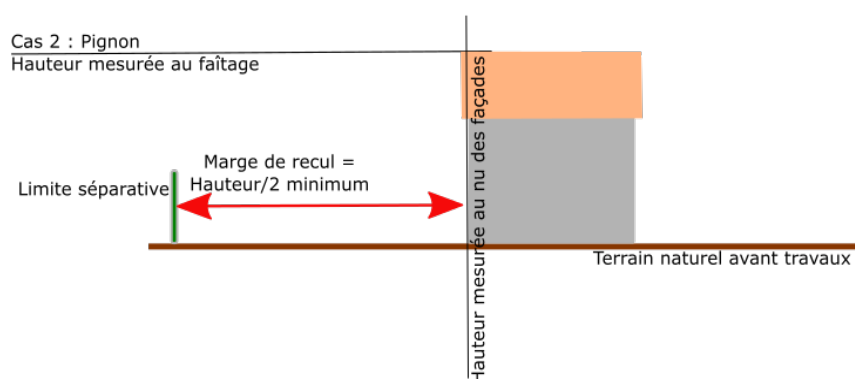 Cas 2 : Pignon
Hauteur mesurée au faîtage
Hauteur mesurée au nu des façades
Marge de recul =
Hauteur/2 minimum
Limite séparative
Terrain naturel avant travaux